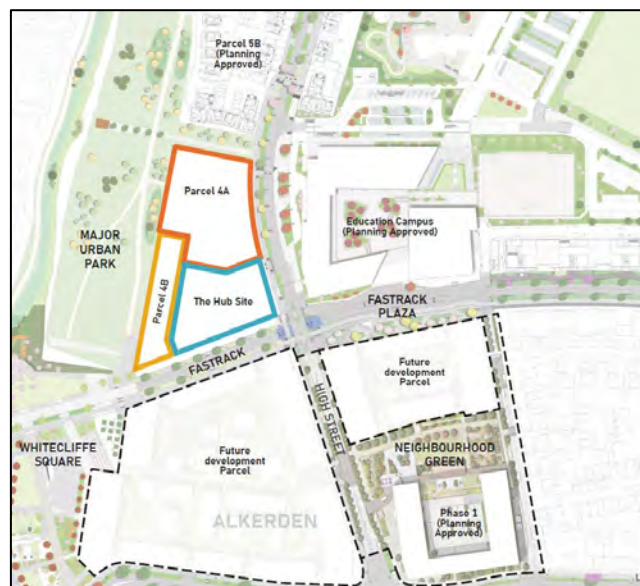 Parcel 5B
(Planning
Approved)
Parcel 4A
Education Campus
(Planning Approved)
MAJOR
URBAN
PARK
Parcel 4B
The Hub Site
FASTRACK
PLAZA
FASTRACK
Future
development
Parcel
HIGH STREET
WHITECLIFFE
SQUARE
Future
development
Parcel
NEIGHBOURHOOD
GREEN
ALKERDEN
Phase 1
(Planning
Approved)